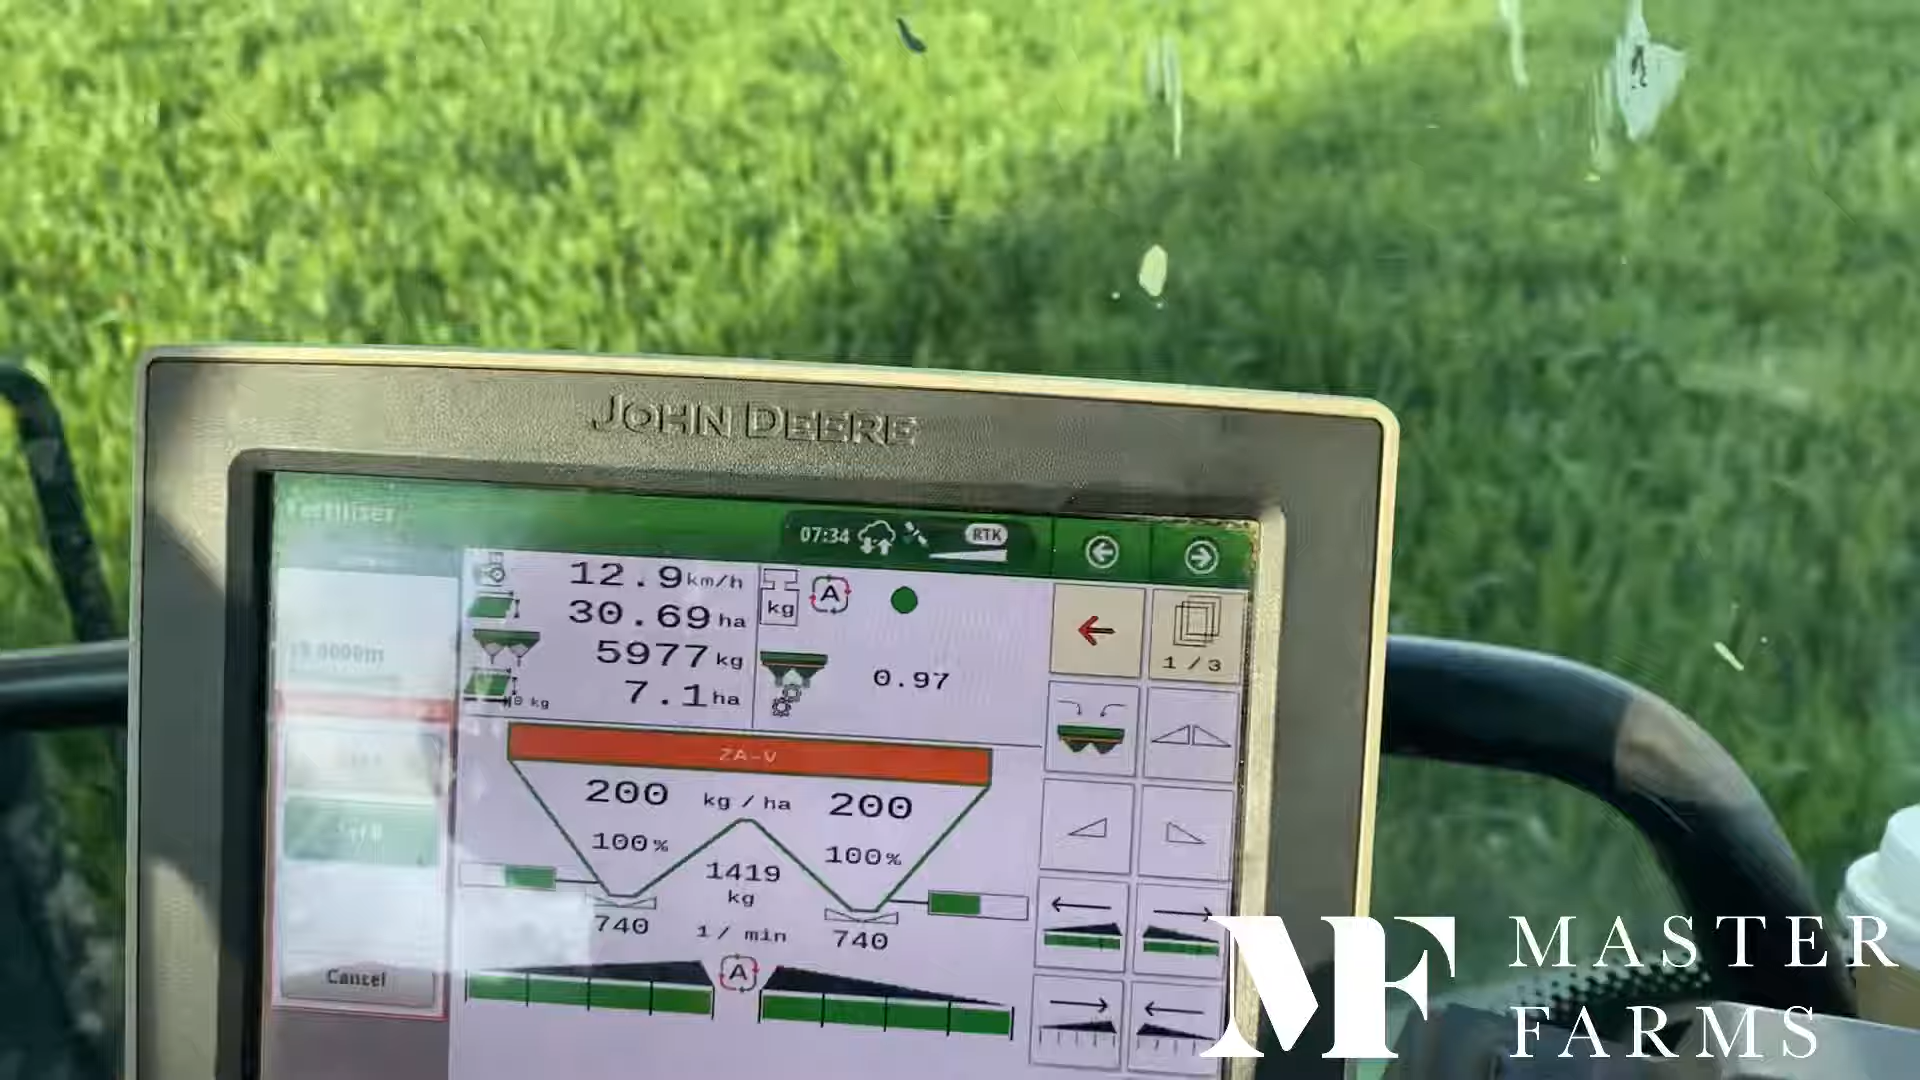 JOHN DEERE
Fertiliser
07:34
RTK
12.9 km/h
30.69 ha
5977 kg
7.1 ha
kg
A
0.97
1/3
ZA-V
200 kg/ha 200
100% 100%
1419
kg
740 1/min 740
A
Cancel
MF
MASTER
FARMS